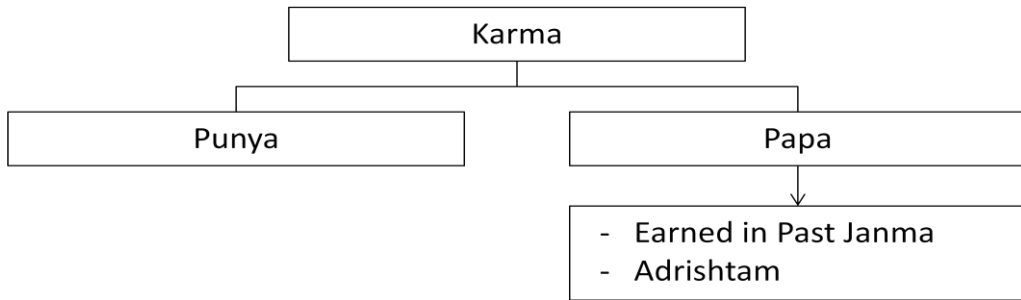 Karma
Punya
Papa
- Earned in Past Janma
- Adrishtam